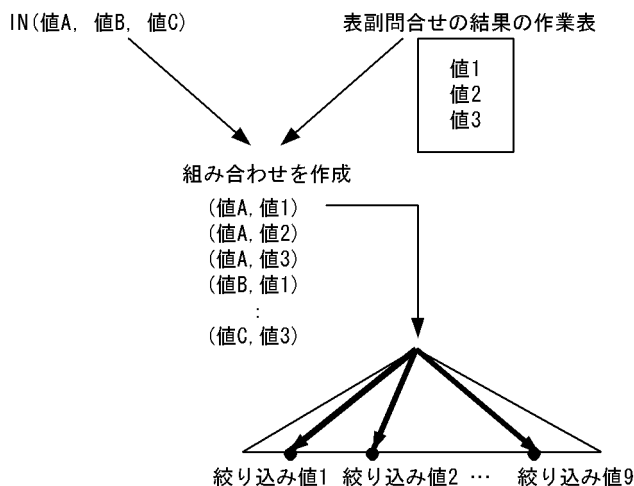 IN(値A, 値B, 値C)
表副問合せの結果の作業表
値1
値2
値3
組み合わせを作成
(値A,値1)
(値A,値2)
(値A,値3)
(値B,値1)
:
(値C,値3)
絞り込み値1 絞り込み値2 … 絞り込み値9